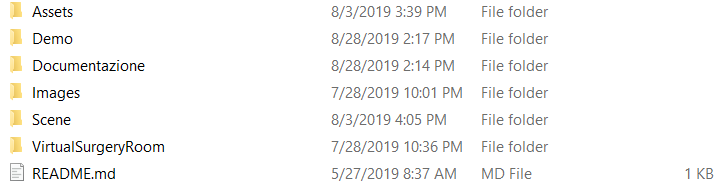 Assets 8/3/2019 3:39 PM File folder
Demo 8/28/2019 2:17 PM File folder
Documentazione 8/28/2019 2:14 PM File folder
Images 7/28/2019 10:01 PM File folder
Scene 8/3/2019 4:05 PM File folder
VirtualSurgeryRoom 7/28/2019 10:36 PM File folder
README.md 5/27/2019 8:37 AM MD File 1 KB